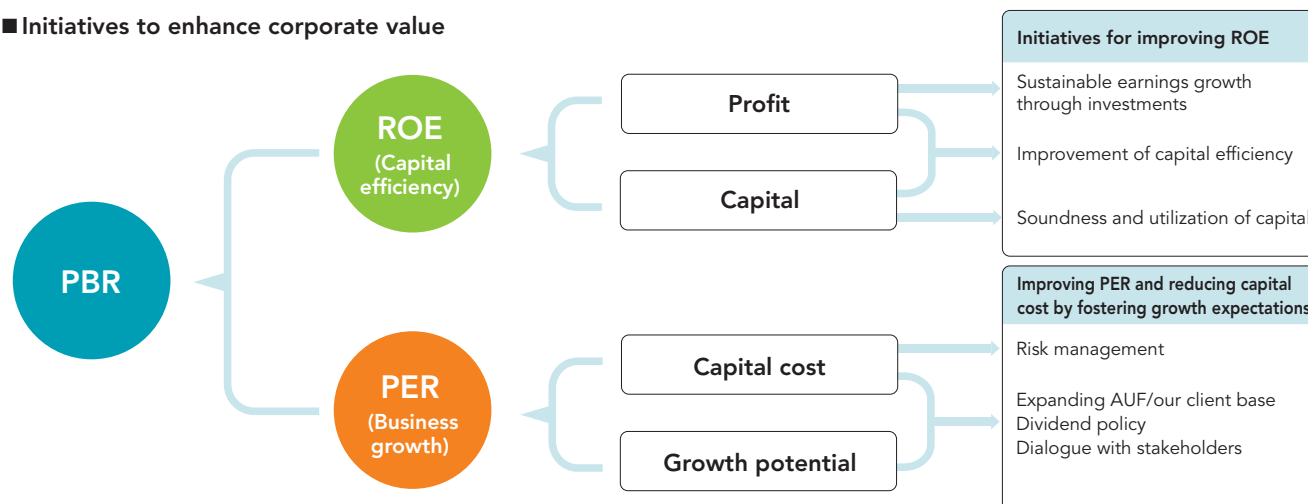 ■ Initiatives to enhance corporate value
PBR
ROE
(Capital
efficiency)
PER
(Business
growth)
Profit
Capital
Capital cost
Growth potential
Initiatives for improving ROE
Sustainable earnings growth
through investments
Improvement of capital efficiency
Soundness and utilization of capital
Improving PER and reducing capital
cost by fostering growth expectations
Risk management
Expanding AUF/our client base
Dividend policy
Dialogue with stakeholders